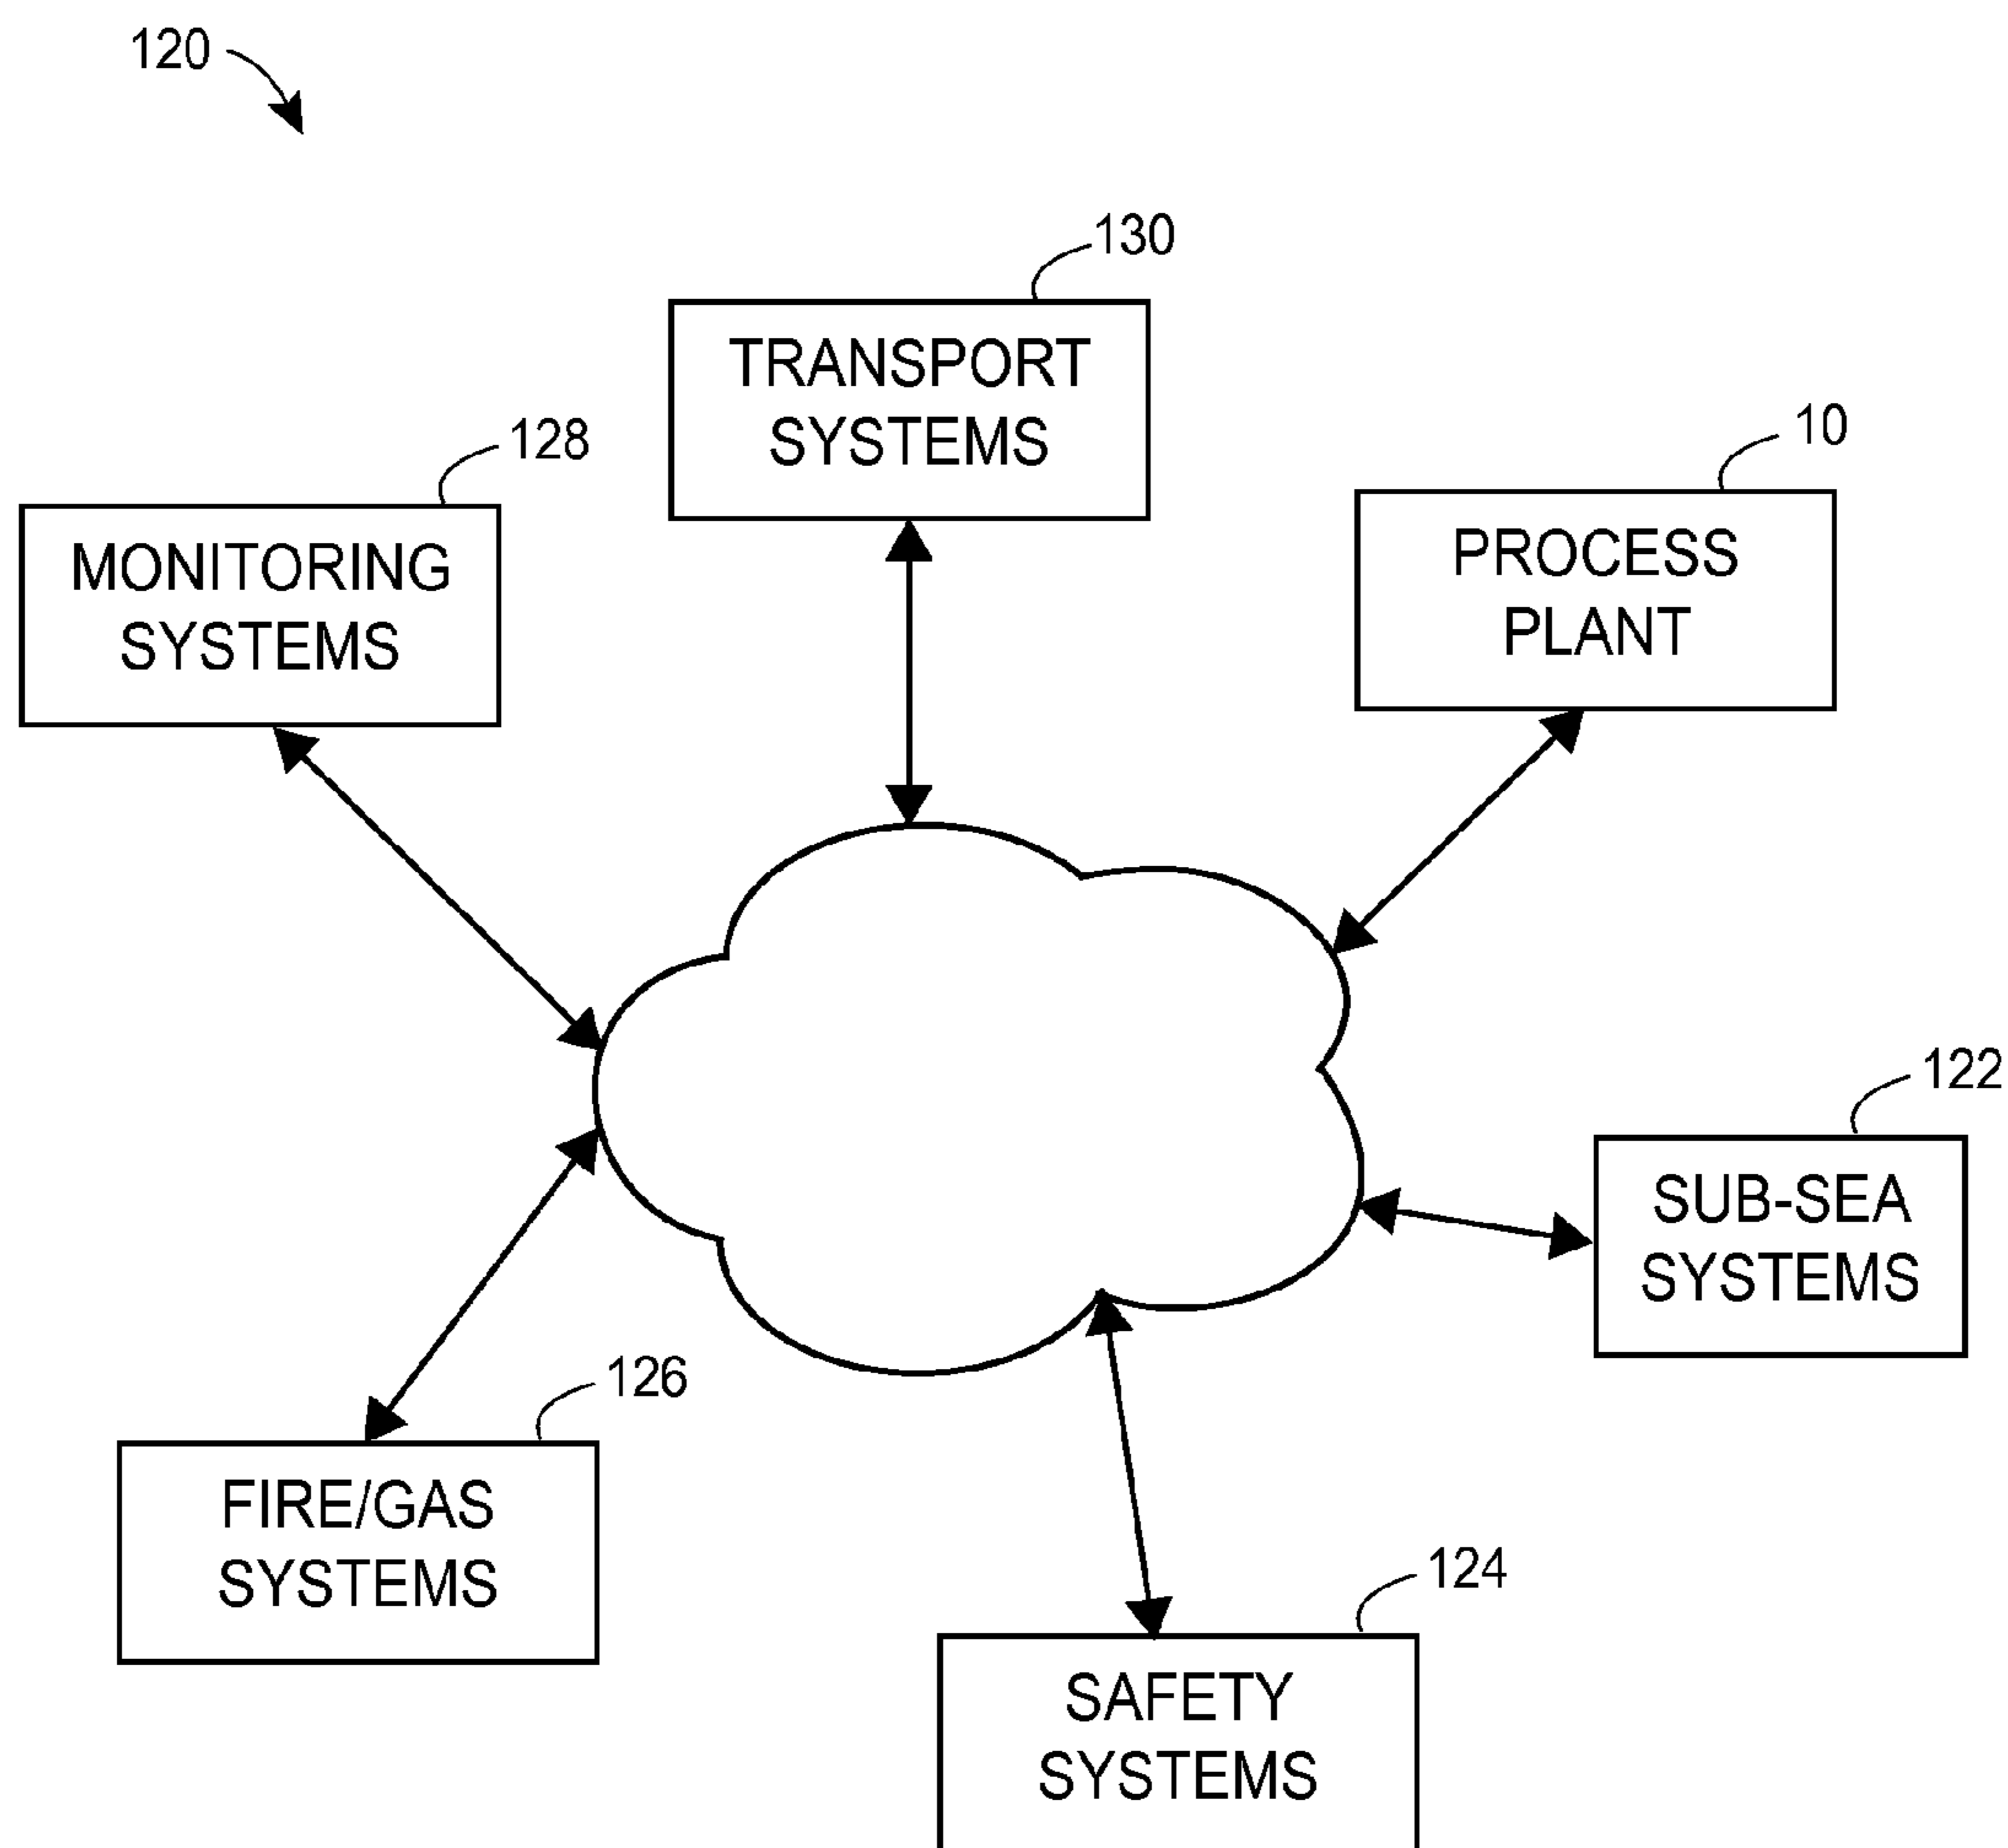 120
130
TRANSPORT
SYSTEMS
128
MONITORING
SYSTEMS
10
PROCESS
PLANT
122
SUB-SEA
SYSTEMS
126
FIRE/GAS
SYSTEMS
124
SAFETY
SYSTEMS